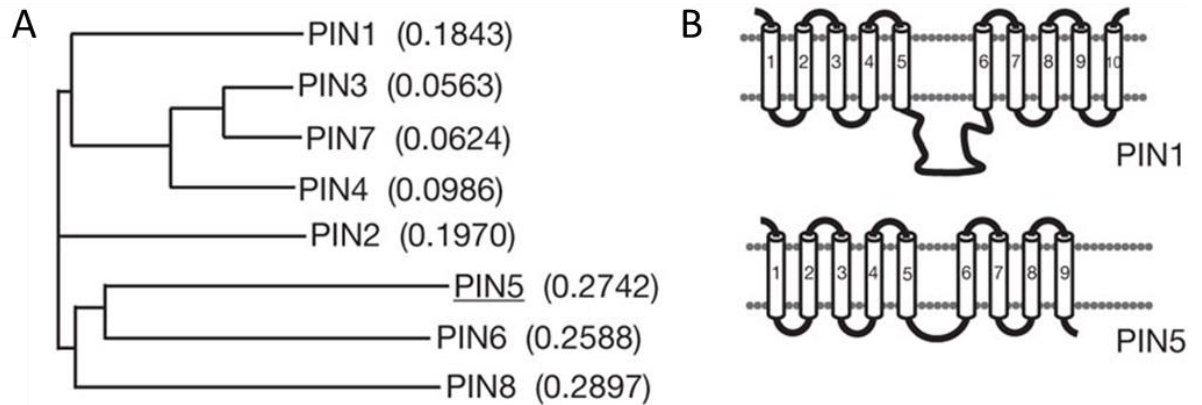 A
PIN1 (0.1843)
PIN3 (0.0563)
PIN7 (0.0624)
PIN4 (0.0986)
PIN2 (0.1970)
PIN5 (0.2742)
PIN6 (0.2588)
PIN8 (0.2897)
B
1 2 3 4 5 6 7 8 9 10
PIN1
1 2 3 4 5 6 7 8 9
PIN5